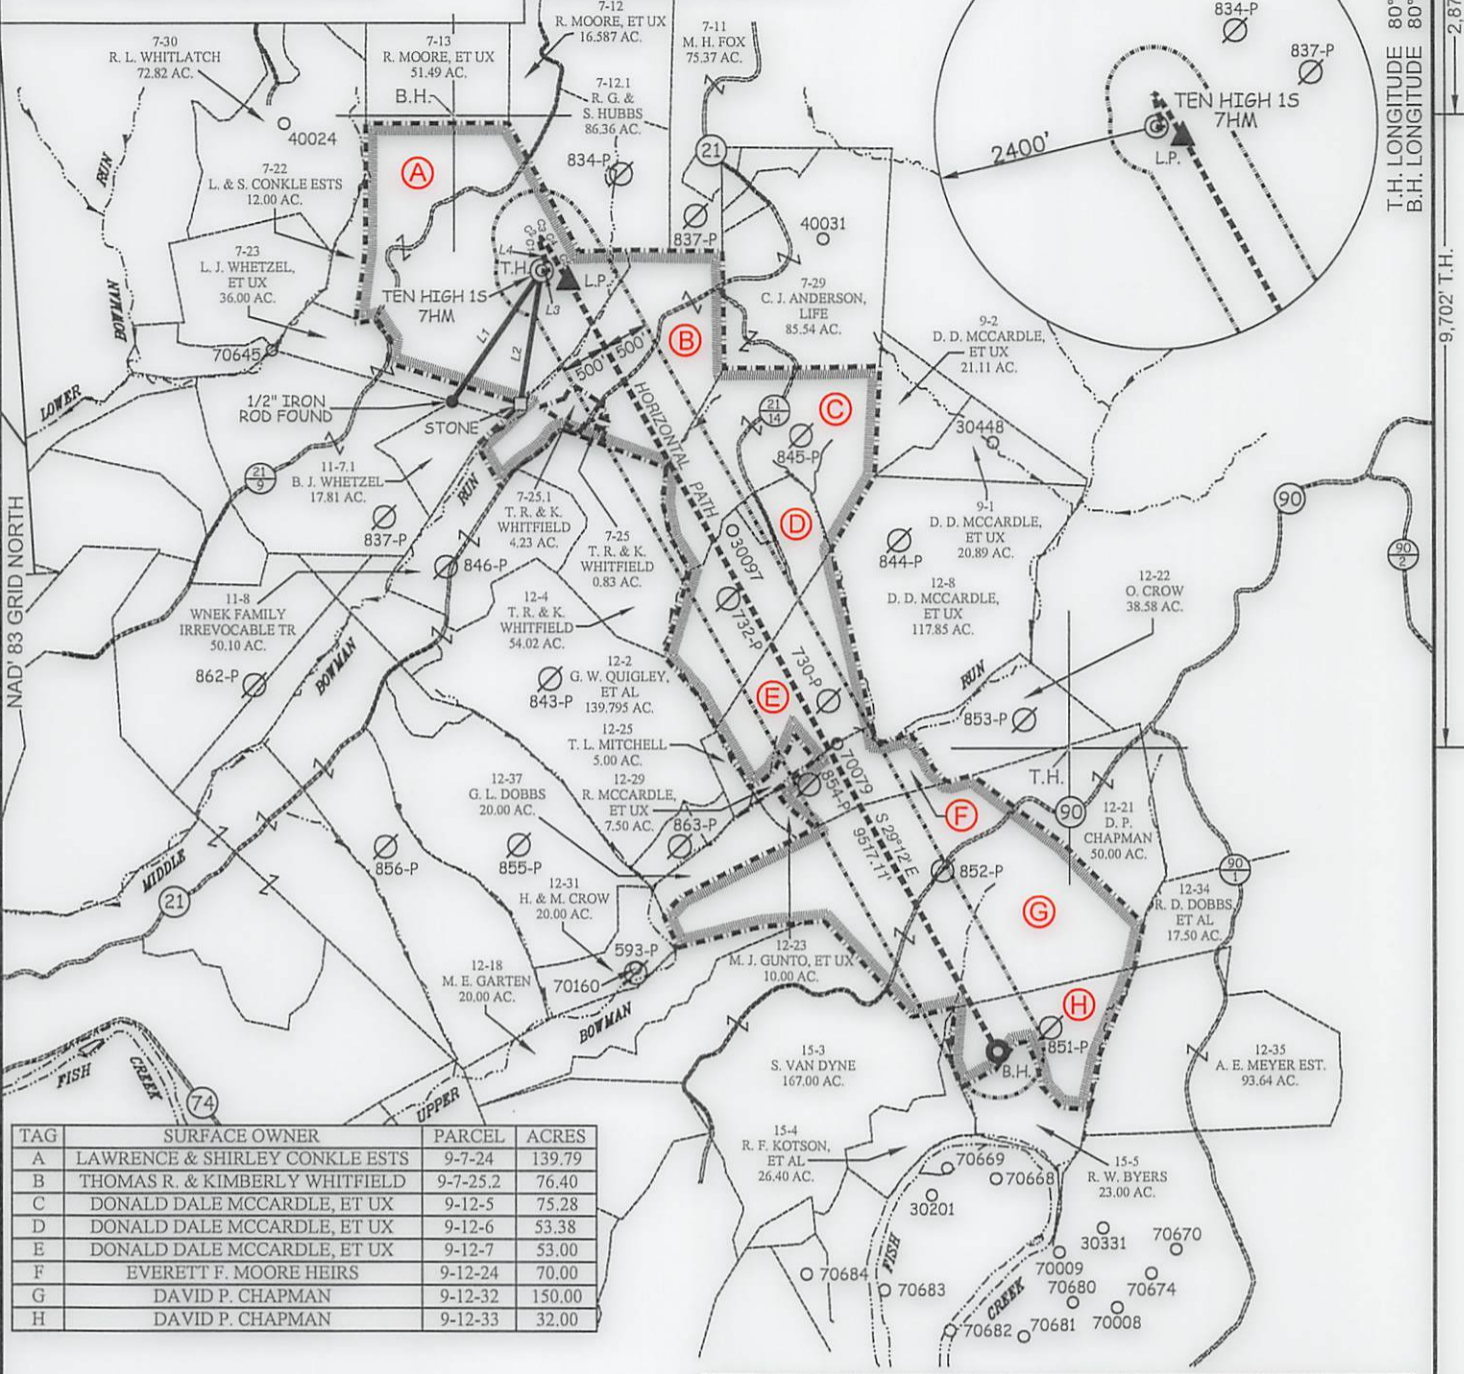 7-30
R. L. WHITLATCH
72.82 AC.
7-13
R. MOORE, ET UX
51.49 AC.
B.H.
7-12
R. MOORE, ET UX
16.587 AC.
7-11
M. H. FOX
75.37 AC.
7-12.1
R. G. &
S. HUBBS
86.36 AC.
834-P
837-P
TEN HIGH 1S
7HM
L.P.
2400'
T.H. LONGITUDE 80°
B.H. LONGITUDE 80°
2,87
9,702' T.H.
40024
RUN
7-22
L. & S. CONKLE ESTS
12.00 AC.
A
834-P
21
837-P
40031
7-23
L. J. WHETZEL,
ET UX
36.00 AC.
BOWMAN
L4
T.H.
L.P.
TEN HIGH 1S
7HM
L3
L1
L2
7-29
C. J. ANDERSON,
LIFE
85.54 AC.
9-2
D. D. MCCARDLE,
ET UX
21.11 AC.
B
500'
500'
70645
LOWER
1/2" IRON
ROD FOUND
STONE
HORIZONTAL PATH
21
14
C
845-P
30448
21
9
11-7.1
B. J. WHETZEL
17.81 AC.
RUN
7-25.1
T. R. & K.
WHITFIELD
4.23 AC.
7-25
T. R. & K.
WHITFIELD
0.83 AC.
D
30097
9-1
D. D. MCCARDLE,
ET UX
20.89 AC.
90
90
2
837-P
846-P
844-P
NAD' 83 GRID NORTH
11-8
WNEK FAMILY
IRREVOCABLE TR
50.10 AC.
12-4
T. R. & K.
WHITFIELD
54.02 AC.
732-P
12-8
D. D. MCCARDLE,
ET UX
117.85 AC.
12-22
O. CROW
38.58 AC.
862-P
BOWMAN
843-P
12-2
G. W. QUIGLEY,
ET AL
139.795 AC.
730-P
E
RUN
853-P
12-25
T. L. MITCHELL
5.00 AC.
12-37
G. L. DOBBS
20.00 AC.
12-29
R. MCCARDLE,
ET UX
7.50 AC.
70079
854-P
T.H.
90
F
S 29°12' E
9517.11'
12-21
D. P.
CHAPMAN
50.00 AC.
863-P
856-P
855-P
MIDDLE
21
852-P
90
1
12-31
H. & M. CROW
20.00 AC.
G
12-34
R. D. DOBBS,
ET AL
17.50 AC.
12-23
M. J. GUNTO, ET UX
10.00 AC.
12-18
M. E. GARTEN
20.00 AC.
593-P
70160
BOWMAN
H
851-P
B.H.
15-3
S. VAN DYNE
167.00 AC.
12-35
A. E. MEYER EST.
93.64 AC.
FISH
CREEK
74
UPPER
15-4
R. F. KOTSON,
ET AL
26.40 AC.
15-5
R. W. BYERS
23.00 AC.
70669
70668
30201
FISH
CREEK
30331
70670
70009
70684
70683
70680
70674
70682
70681
70008
TAG SURFACE OWNER PARCEL ACRES
A LAWRENCE & SHIRLEY CONKLE ESTS 9-7-24 139.79
B THOMAS R. & KIMBERLY WHITFIELD 9-7-25.2 76.40
C DONALD DALE MCCARDLE, ET UX 9-12-5 75.28
D DONALD DALE MCCARDLE, ET UX 9-12-6 53.38
E DONALD DALE MCCARDLE, ET UX 9-12-7 53.00
F EVERETT F. MOORE HEIRS 9-12-24 70.00
G DAVID P. CHAPMAN 9-12-32 150.00
H DAVID P. CHAPMAN 9-12-33 32.00